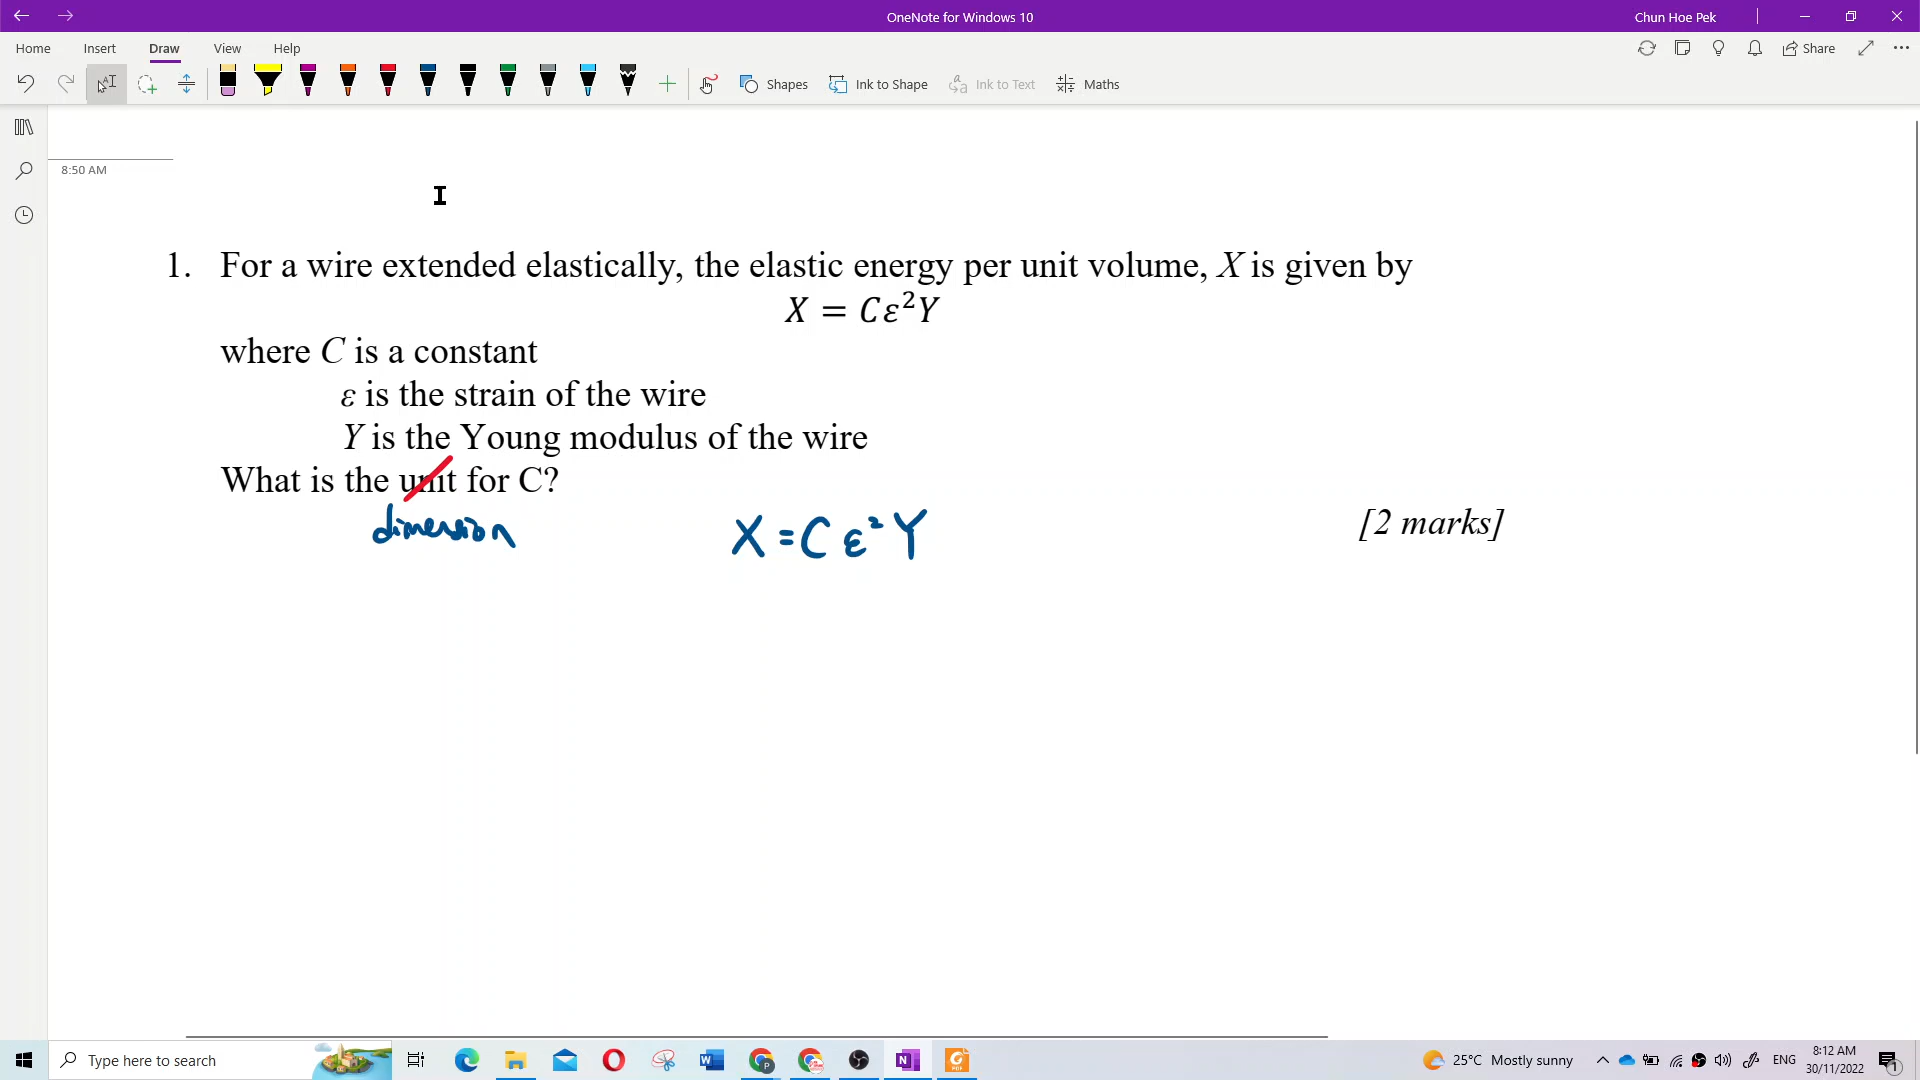 OneNote for Windows 10
Chun Hoe Pek
Home Insert Draw View Help
Share
Shapes Ink to Shape Ink to Text Maths
8:50 AM
1. For a wire extended elastically, the elastic energy per unit volume, X is given by
X = Cε²Y
where C is a constant
ε is the strain of the wire
Y is the Young modulus of the wire
What is the unit for C?
dimension
X = C ε² Y
[2 marks]
Type here to search
25°C Mostly sunny
ENG
8:12 AM
30/11/2022
1